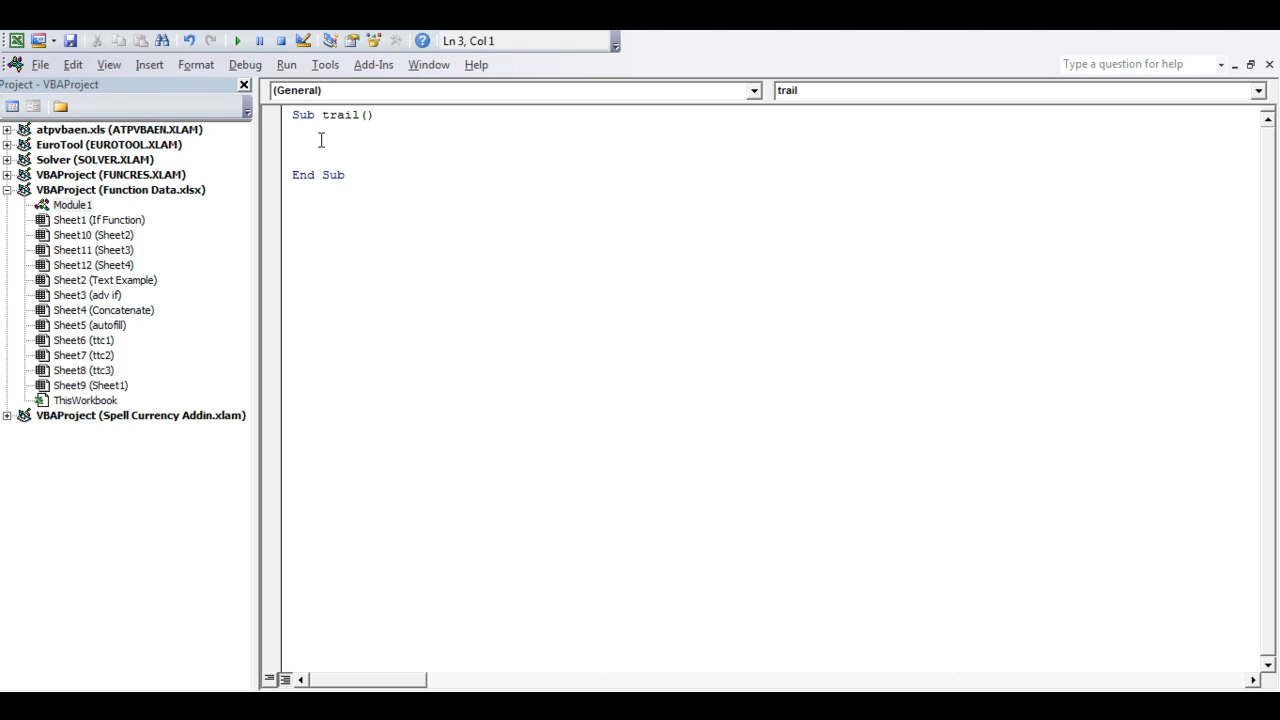 Ln 3, Col 1
File Edit View Insert Format Debug Run Tools Add-Ins Window Help
Type a question for help
Project - VBAProject
(General)
trail
atpvbaen.xls (ATPVBAEN.XLAM)
EuroTool (EUROTOOL.XLAM)
Solver (SOLVER.XLAM)
VBAProject (FUNCRES.XLAM)
VBAProject (Function Data.xlsx)
Module1
Sheet1 (If Function)
Sheet10 (Sheet2)
Sheet11 (Sheet3)
Sheet12 (Sheet4)
Sheet2 (Text Example)
Sheet3 (adv if)
Sheet4 (Concatenate)
Sheet5 (autofill)
Sheet6 (ttc1)
Sheet7 (ttc2)
Sheet8 (ttc3)
Sheet9 (Sheet1)
ThisWorkbook
VBAProject (Spell Currency Addin.xlam)
Sub trail()
End Sub